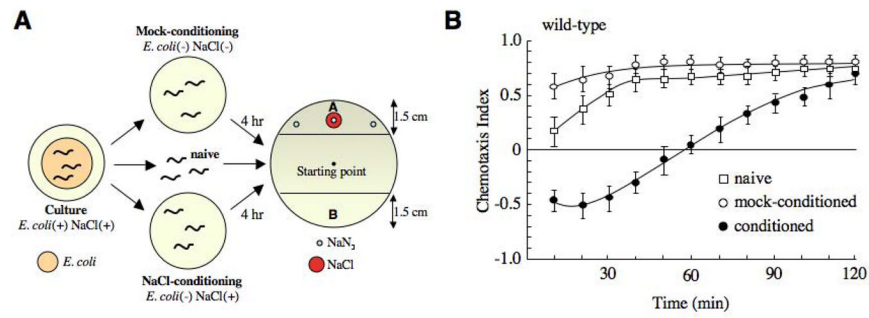 A
Mock-conditioning
E. coli(-) NaCl(-)
4 hr
naive
Culture
E. coli(+) NaCl(+)
E. coli
4 hr
NaCl-conditioning
E. coli(-) NaCl(+)
A
1.5 cm
Starting point
B
1.5 cm
NaN3
NaCl
B
wild-type
Chemotaxis Index
1.0
0.5
0
-0.5
-1.0
naive
mock-conditioned
conditioned
30
60
90
120
Time (min)